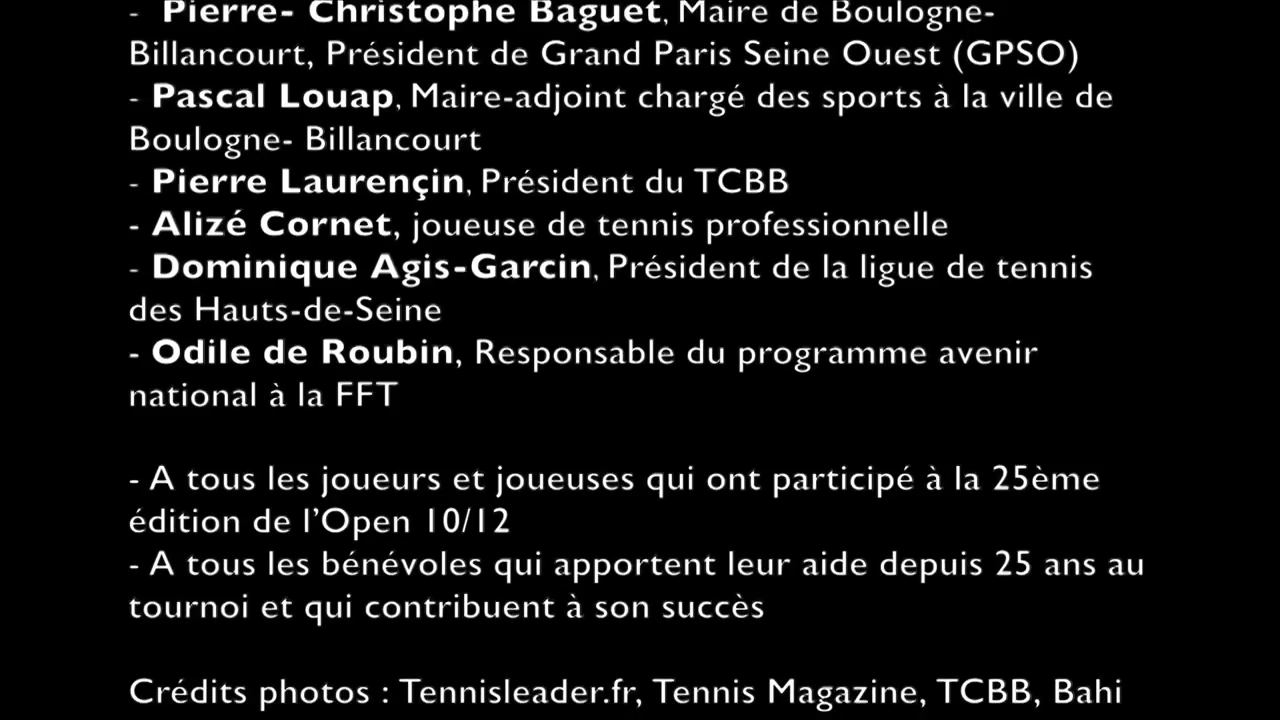 - Pierre- Christophe Baguet, Maire de Boulogne-
Billancourt, Président de Grand Paris Seine Ouest (GPSO)
- Pascal Louap, Maire-adjoint chargé des sports à la ville de
Boulogne- Billancourt
- Pierre Laurençin, Président du TCBB
- Alizé Cornet, joueuse de tennis professionnelle
- Dominique Agis-Garcin, Président de la ligue de tennis
des Hauts-de-Seine
- Odile de Roubin, Responsable du programme avenir
national à la FFT
- A tous les joueurs et joueuses qui ont participé à la 25ème
édition de l’Open 10/12
- A tous les bénévoles qui apportent leur aide depuis 25 ans au
tournoi et qui contribuent à son succès
Crédits photos : Tennisleader.fr, Tennis Magazine, TCBB, Bahi